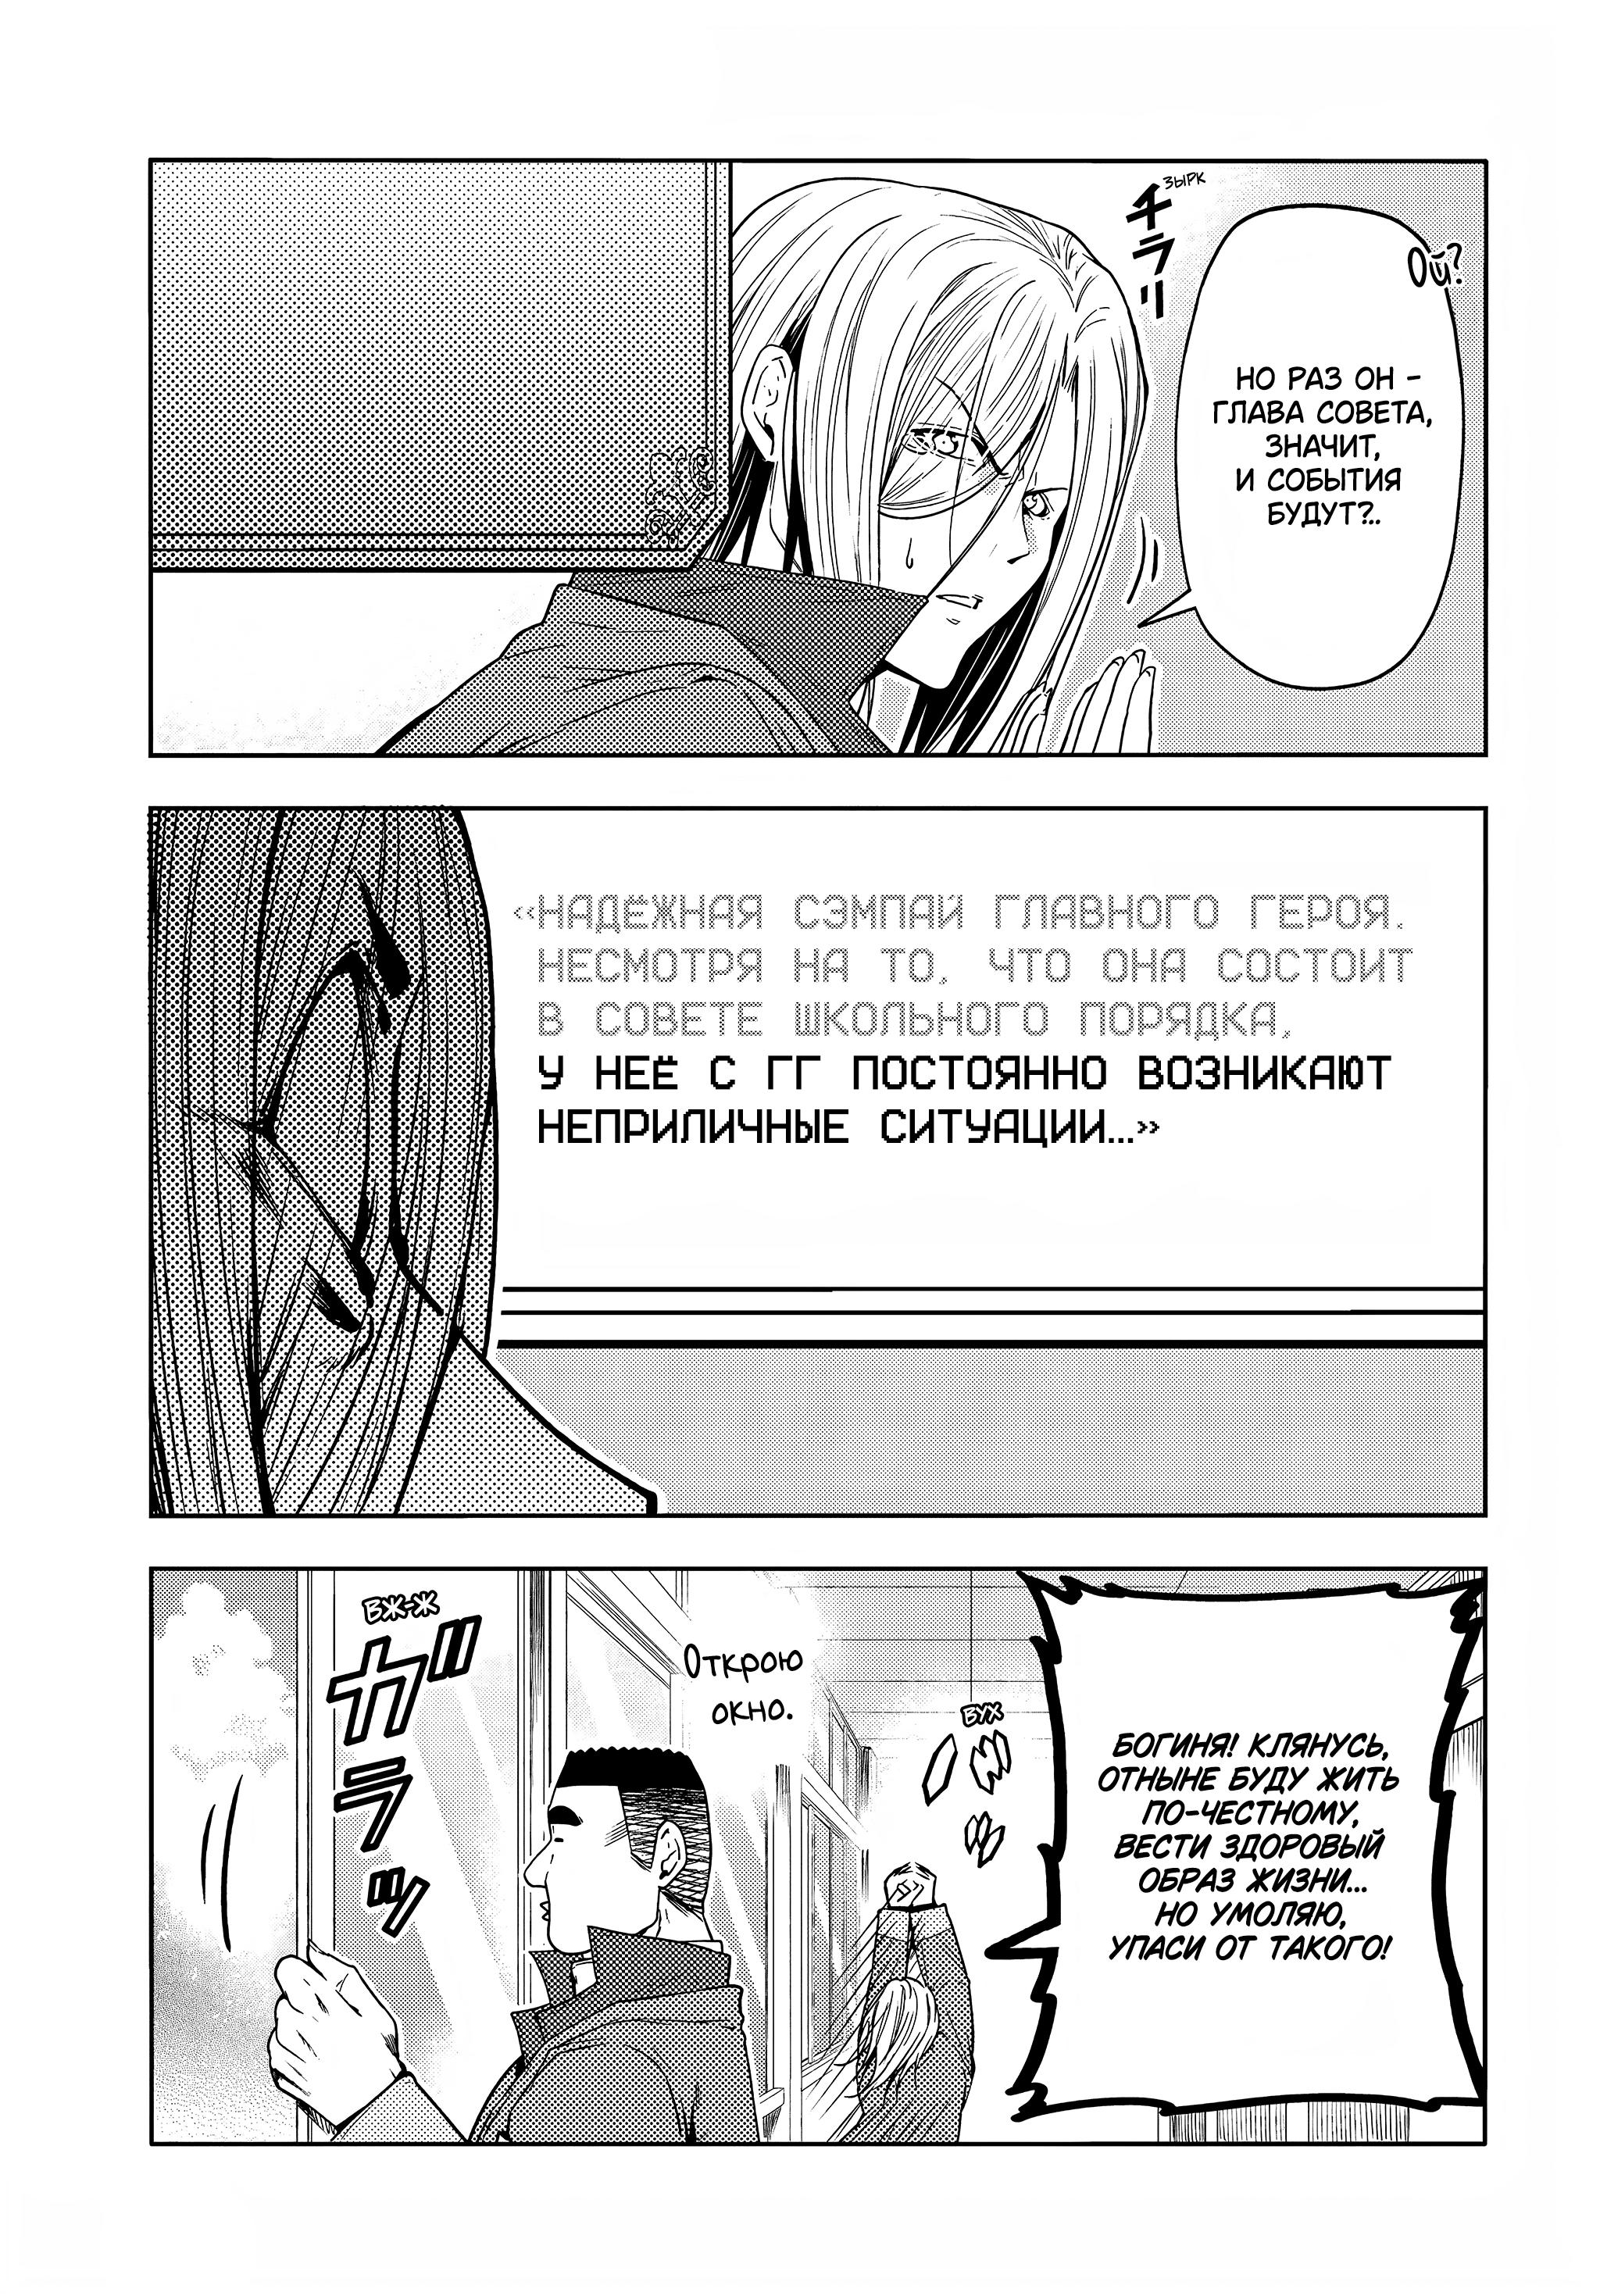 Ой?
НО РАЗ ОН -
ГЛАВА СОВЕТА,
ЗНАЧИТ,
И СОБЫТИЯ
БУДУТ?..
ЗЫРК
チラリ
«НАДЁЖНАЯ СЭМПАЙ ГЛАВНОГО ГЕРОЯ.
НЕСМОТРЯ НА ТО, ЧТО ОНА СОСТОИТ
В СОВЕТЕ ШКОЛЬНОГО ПОРЯДКА,
У НЕЁ С ГГ ПОСТОЯННО ВОЗНИКАЮТ
НЕПРИЛИЧНЫЕ СИТУАЦИИ...»
БОГИНЯ! КЛЯНУСЬ,
ОТНЫНЕ БУДУ ЖИТЬ
ПО-ЧЕСТНОМУ,
ВЕСТИ ЗДОРОВЫЙ
ОБРАЗ ЖИЗНИ...
НО УМОЛЯЮ,
УПАСИ ОТ ТАКОГО!
БУХ
Открою
окно.
ВЖ-Ж
ガラッ